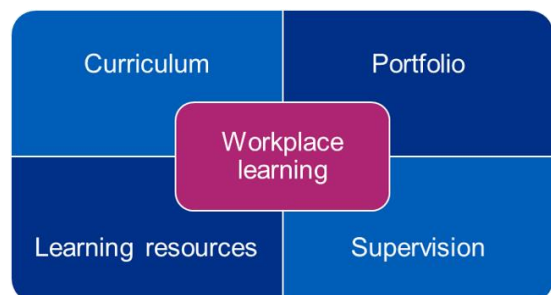 Curriculum
Portfolio
Workplace
learning
Learning resources
Supervision